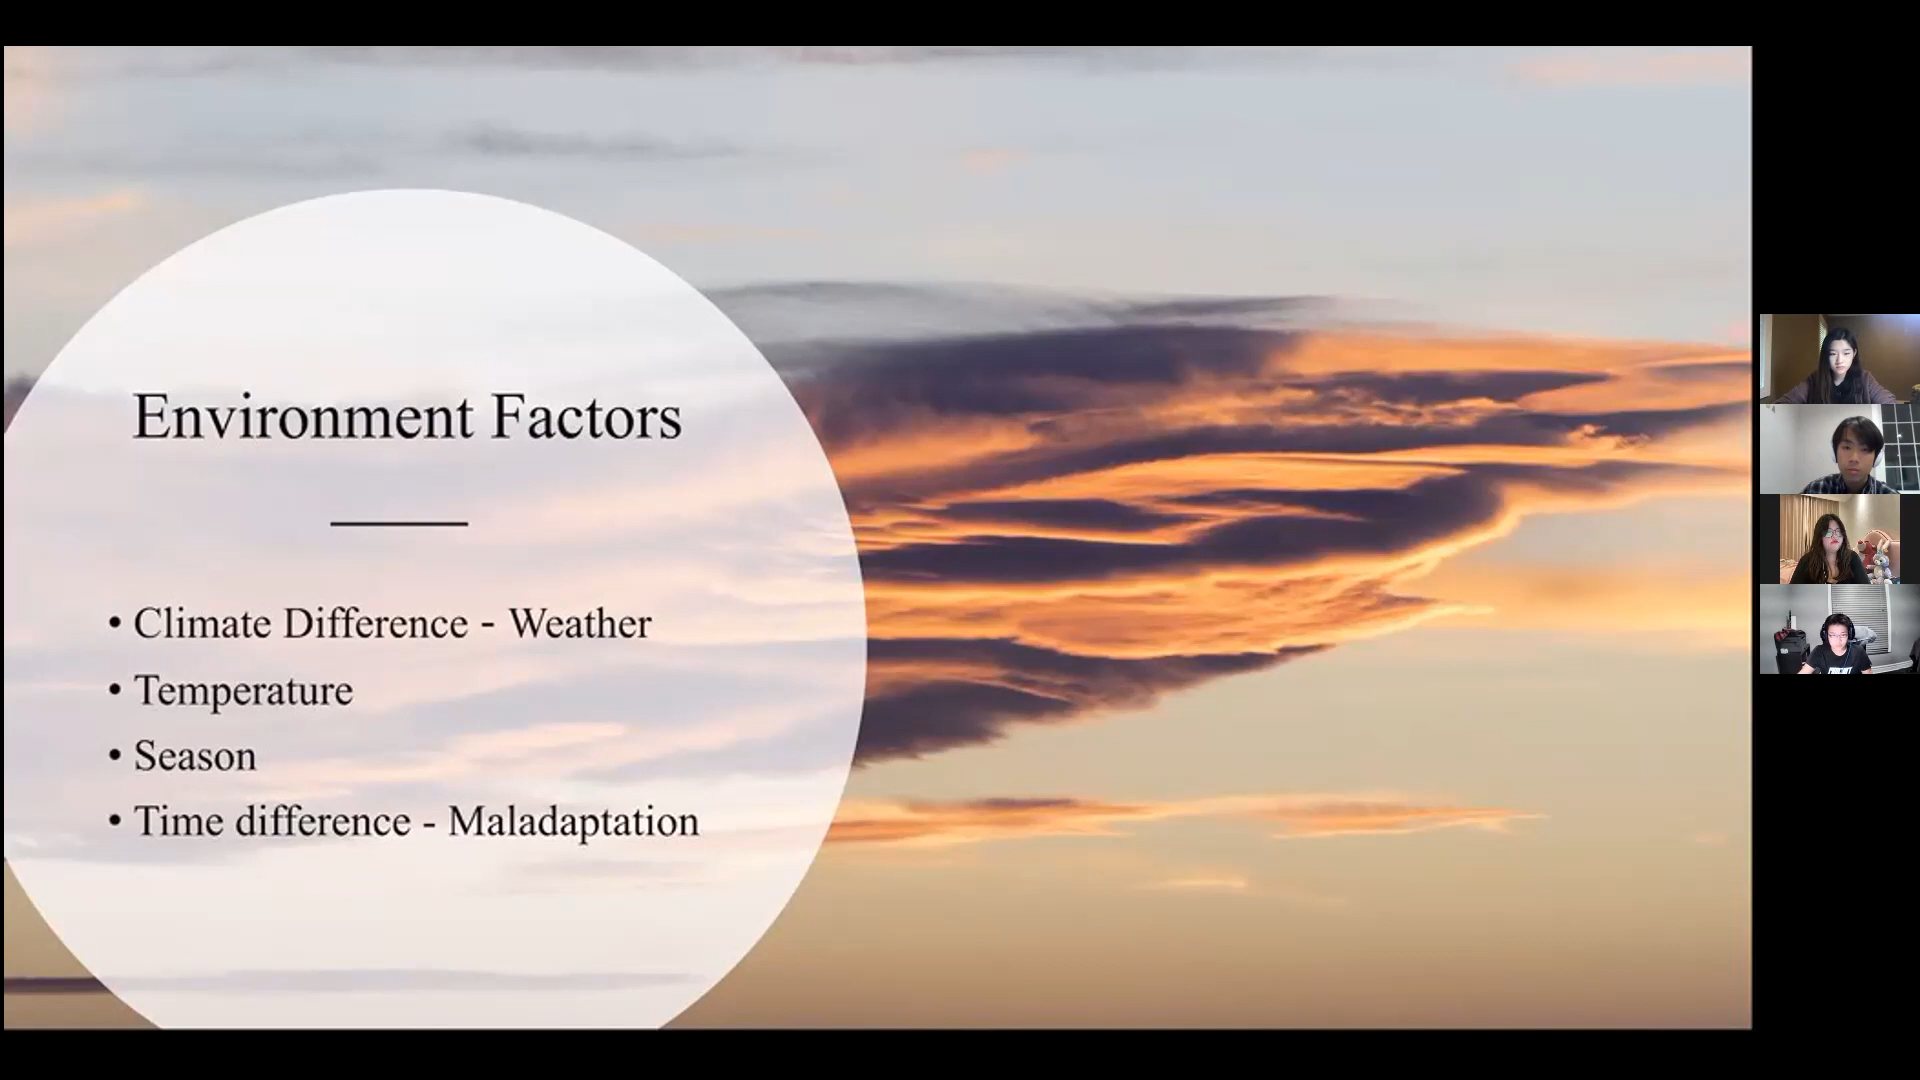 Environment Factors
• Climate Difference - Weather
• Temperature
• Season
• Time difference - Maladaptation